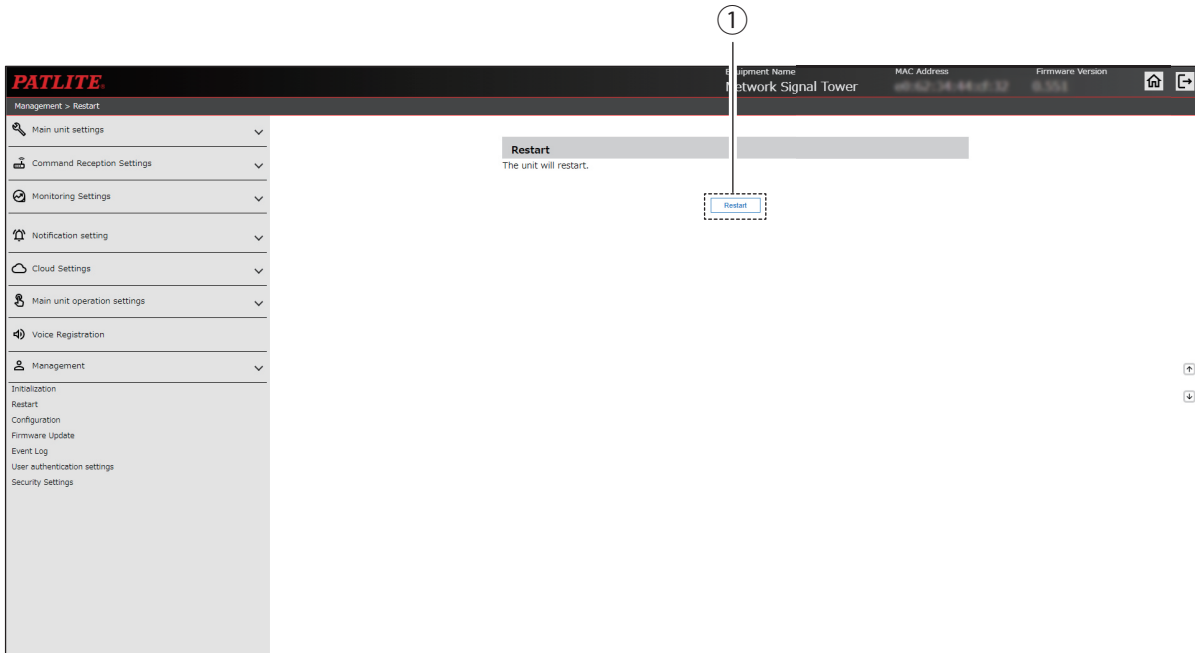 ①
PATLITE®
Equipment Name
Network Signal Tower
MAC Address
Firmware Version
Management > Restart
Main unit settings
Command Reception Settings
Monitoring Settings
Notification setting
Cloud Settings
Main unit operation settings
Voice Registration
Management
Initialization
Restart
Configuration
Firmware Update
Event Log
User authentication settings
Security Settings
Restart
The unit will restart.
Restart